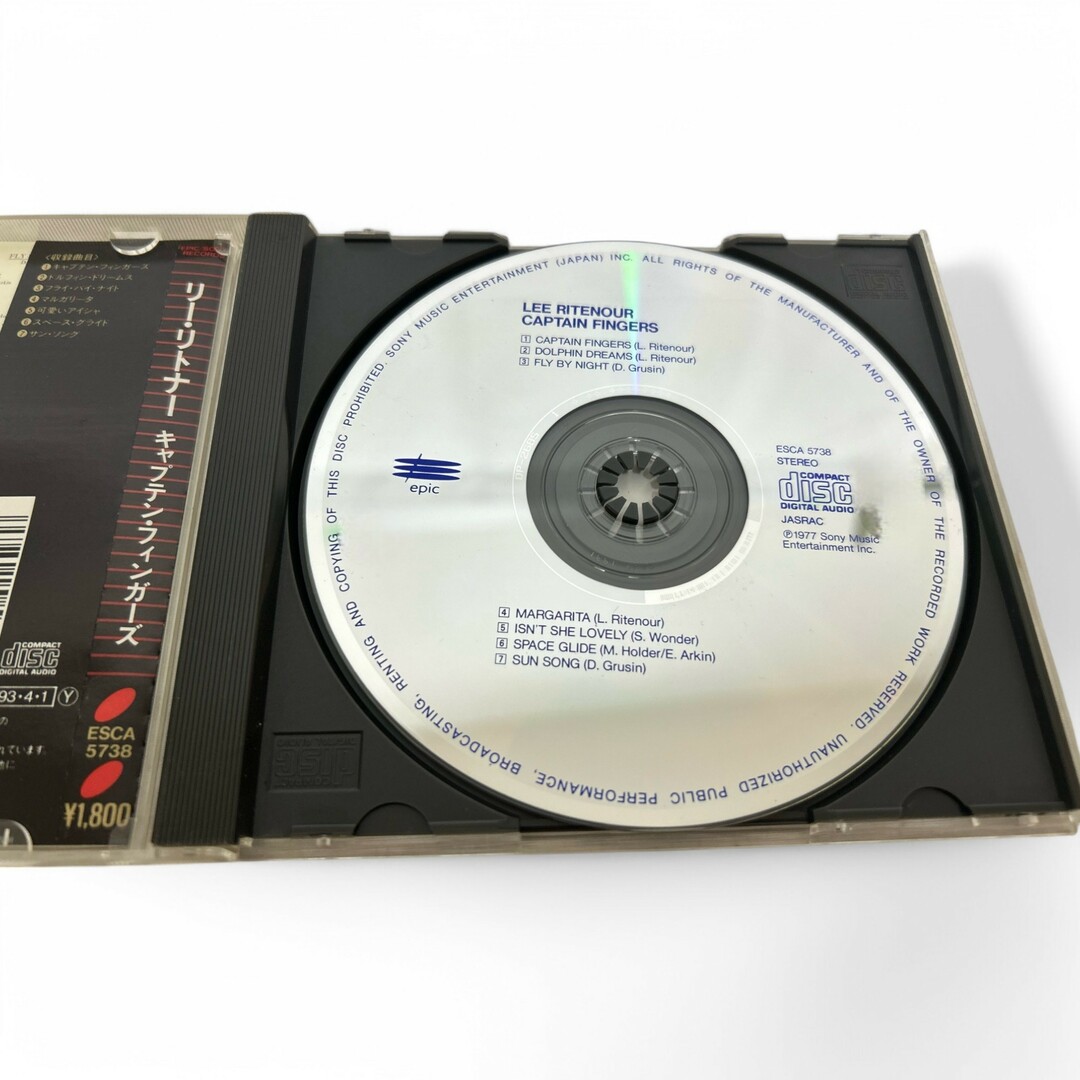 〈収録曲目〉
❶キャプテン・フィンガーズ
❷ドルフィン・ドリームス
❸フライ・バイ・ナイト
❹マルガリータ
❺可愛いアイシャ
❻スペース・グライド
❼サン・ソング
リー・リトナー キャプテン・フィンガーズ
COMPACT
disc
DIGITAL AUDIO
93・4・1 Ⓨ
ESCA
5738
¥1,800
LEE RITENOUR
CAPTAIN FINGERS
1 CAPTAIN FINGERS (L. Ritenour)
2 DOLPHIN DREAMS (L. Ritenour)
3 FLY BY NIGHT (D. Grusin)
epic
ESCA 5738
STEREO
COMPACT
disc
DIGITAL AUDIO
JASRAC
℗1977 Sony Music
Entertainment Inc.
4 MARGARITA (L. Ritenour)
5 ISN'T SHE LOVELY (S. Wonder)
6 SPACE GLIDE (M. Holder/E. Arkin)
7 SUN SONG (D. Grusin)
SONY MUSIC ENTERTAINMENT (JAPAN) INC. ALL RIGHTS OF THE MANUFACTURER AND OF THE OWNER OF THE RECORDED WORK RESERVED. UNAUTHORIZED PUBLIC PERFORMANCE, BROADCASTING, RENTING AND COPYING OF THIS DISC PROHIBITED.